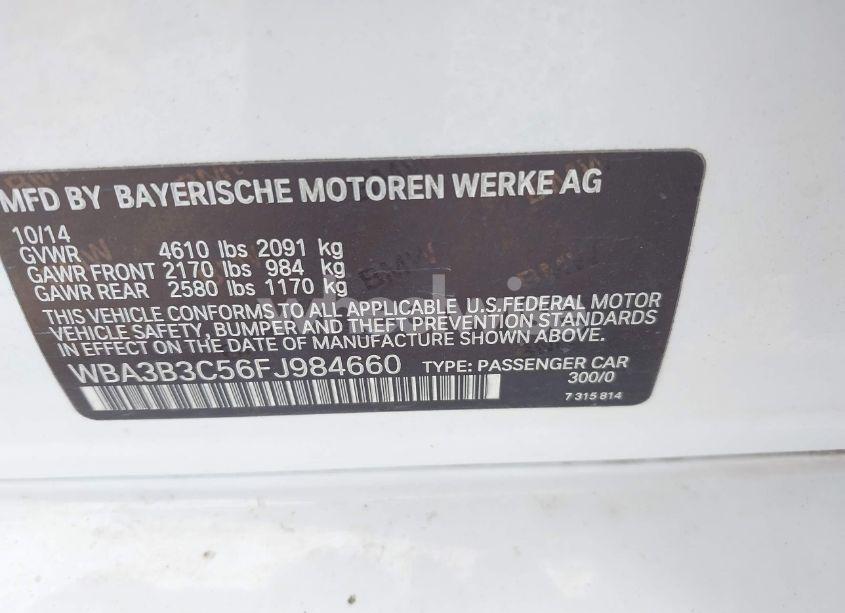 MFD BY BAYERISCHE MOTOREN WERKE AG
10/14
GVWR 4610 lbs 2091 kg
GAWR FRONT 2170 lbs 984 kg
GAWR REAR 2580 lbs 1170 kg
THIS VEHICLE CONFORMS TO ALL APPLICABLE U.S.FEDERAL MOTOR
VEHICLE SAFETY, BUMPER AND THEFT PREVENTION STANDARDS
IN EFFECT ON THE DATE OF MANUFACTURE SHOWN ABOVE.
WBA3B3C56FJ984660 TYPE: PASSENGER CAR
300/0
7 315 814